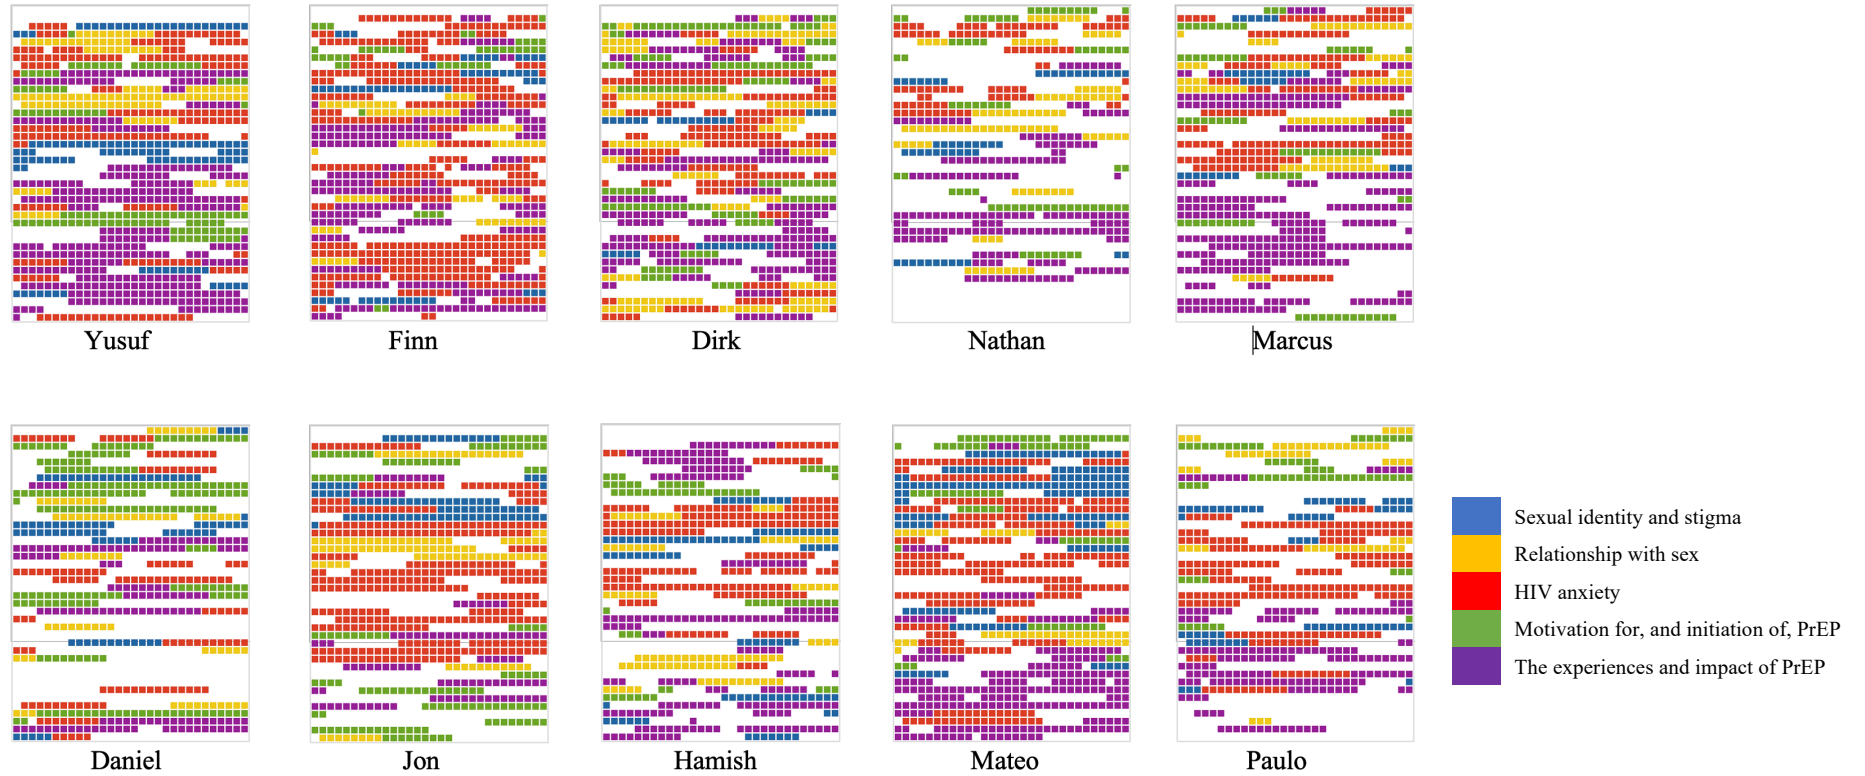 Yusuf
Finn
Dirk
Nathan
Marcus
Daniel
Jon
Hamish
Mateo
Paulo
Sexual identity and stigma
Relationship with sex
HIV anxiety
Motivation for, and initiation of, PrEP
The experiences and impact of PrEP